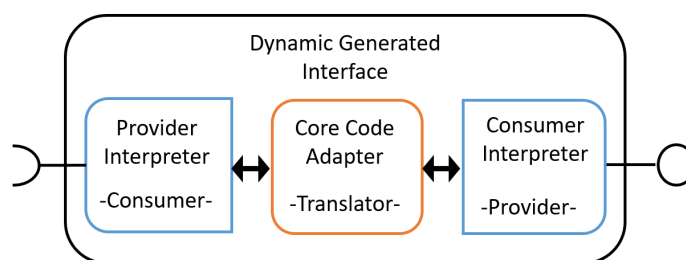 Dynamic Generated
Interface
Provider
Interpreter
-Consumer-
Core Code
Adapter
-Translator-
Consumer
Interpreter
-Provider-